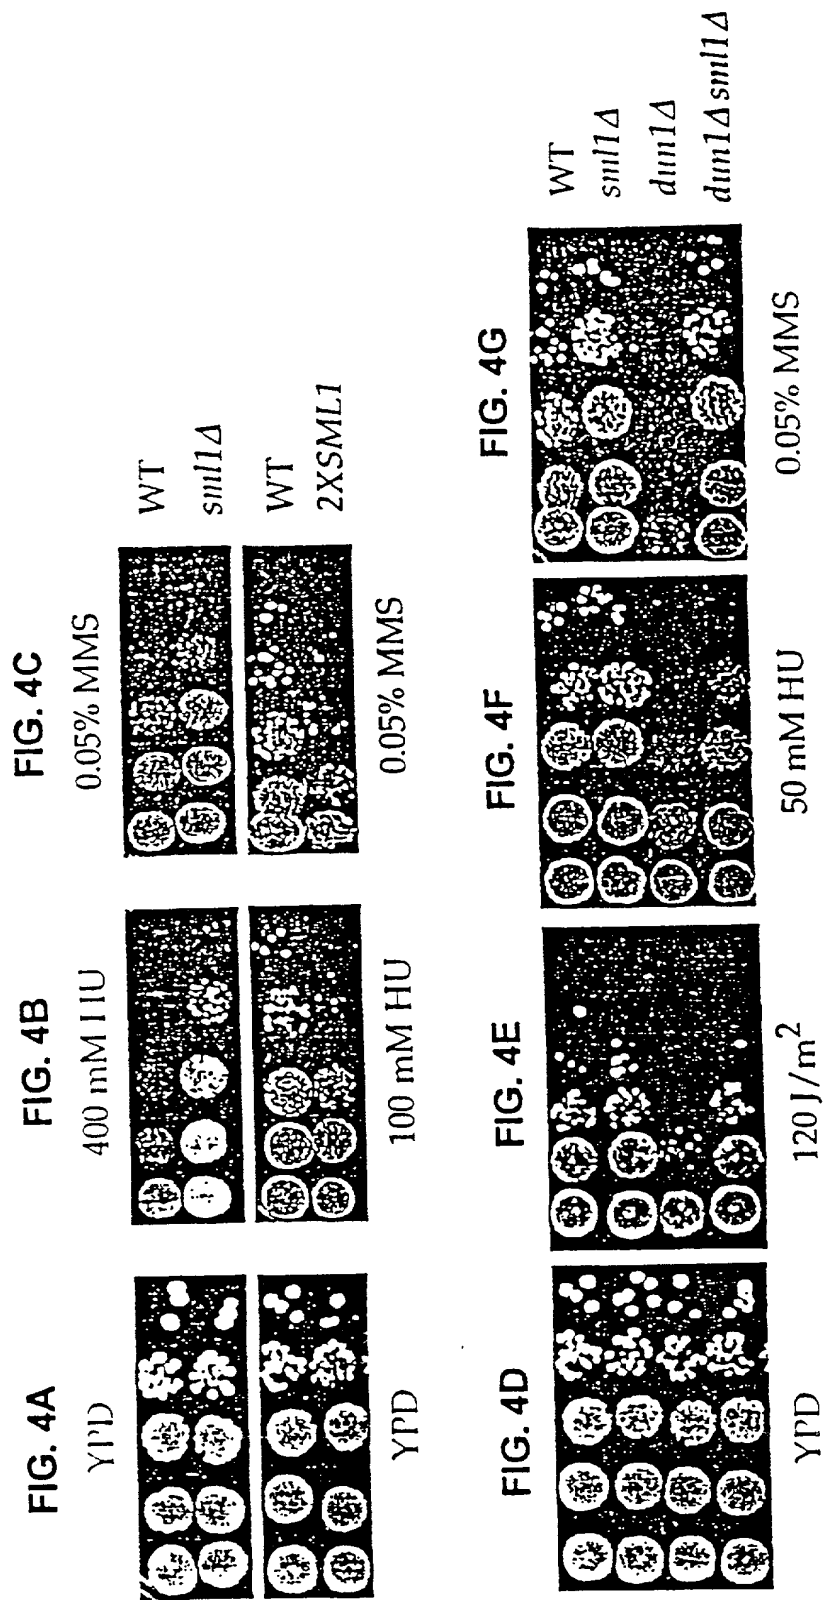 FIG. 4A
YPD
FIG. 4B
400 mM HU
FIG. 4C
0.05% MMS
WT
sml1Δ
WT
2XSML1
YPD
100 mM HU
0.05% MMS
FIG. 4D
FIG. 4E
FIG. 4F
FIG. 4G
WT
sml1Δ
dun1Δ
dun1Δsml1Δ
YPD
120 J/m²
50 mM HU
0.05% MMS